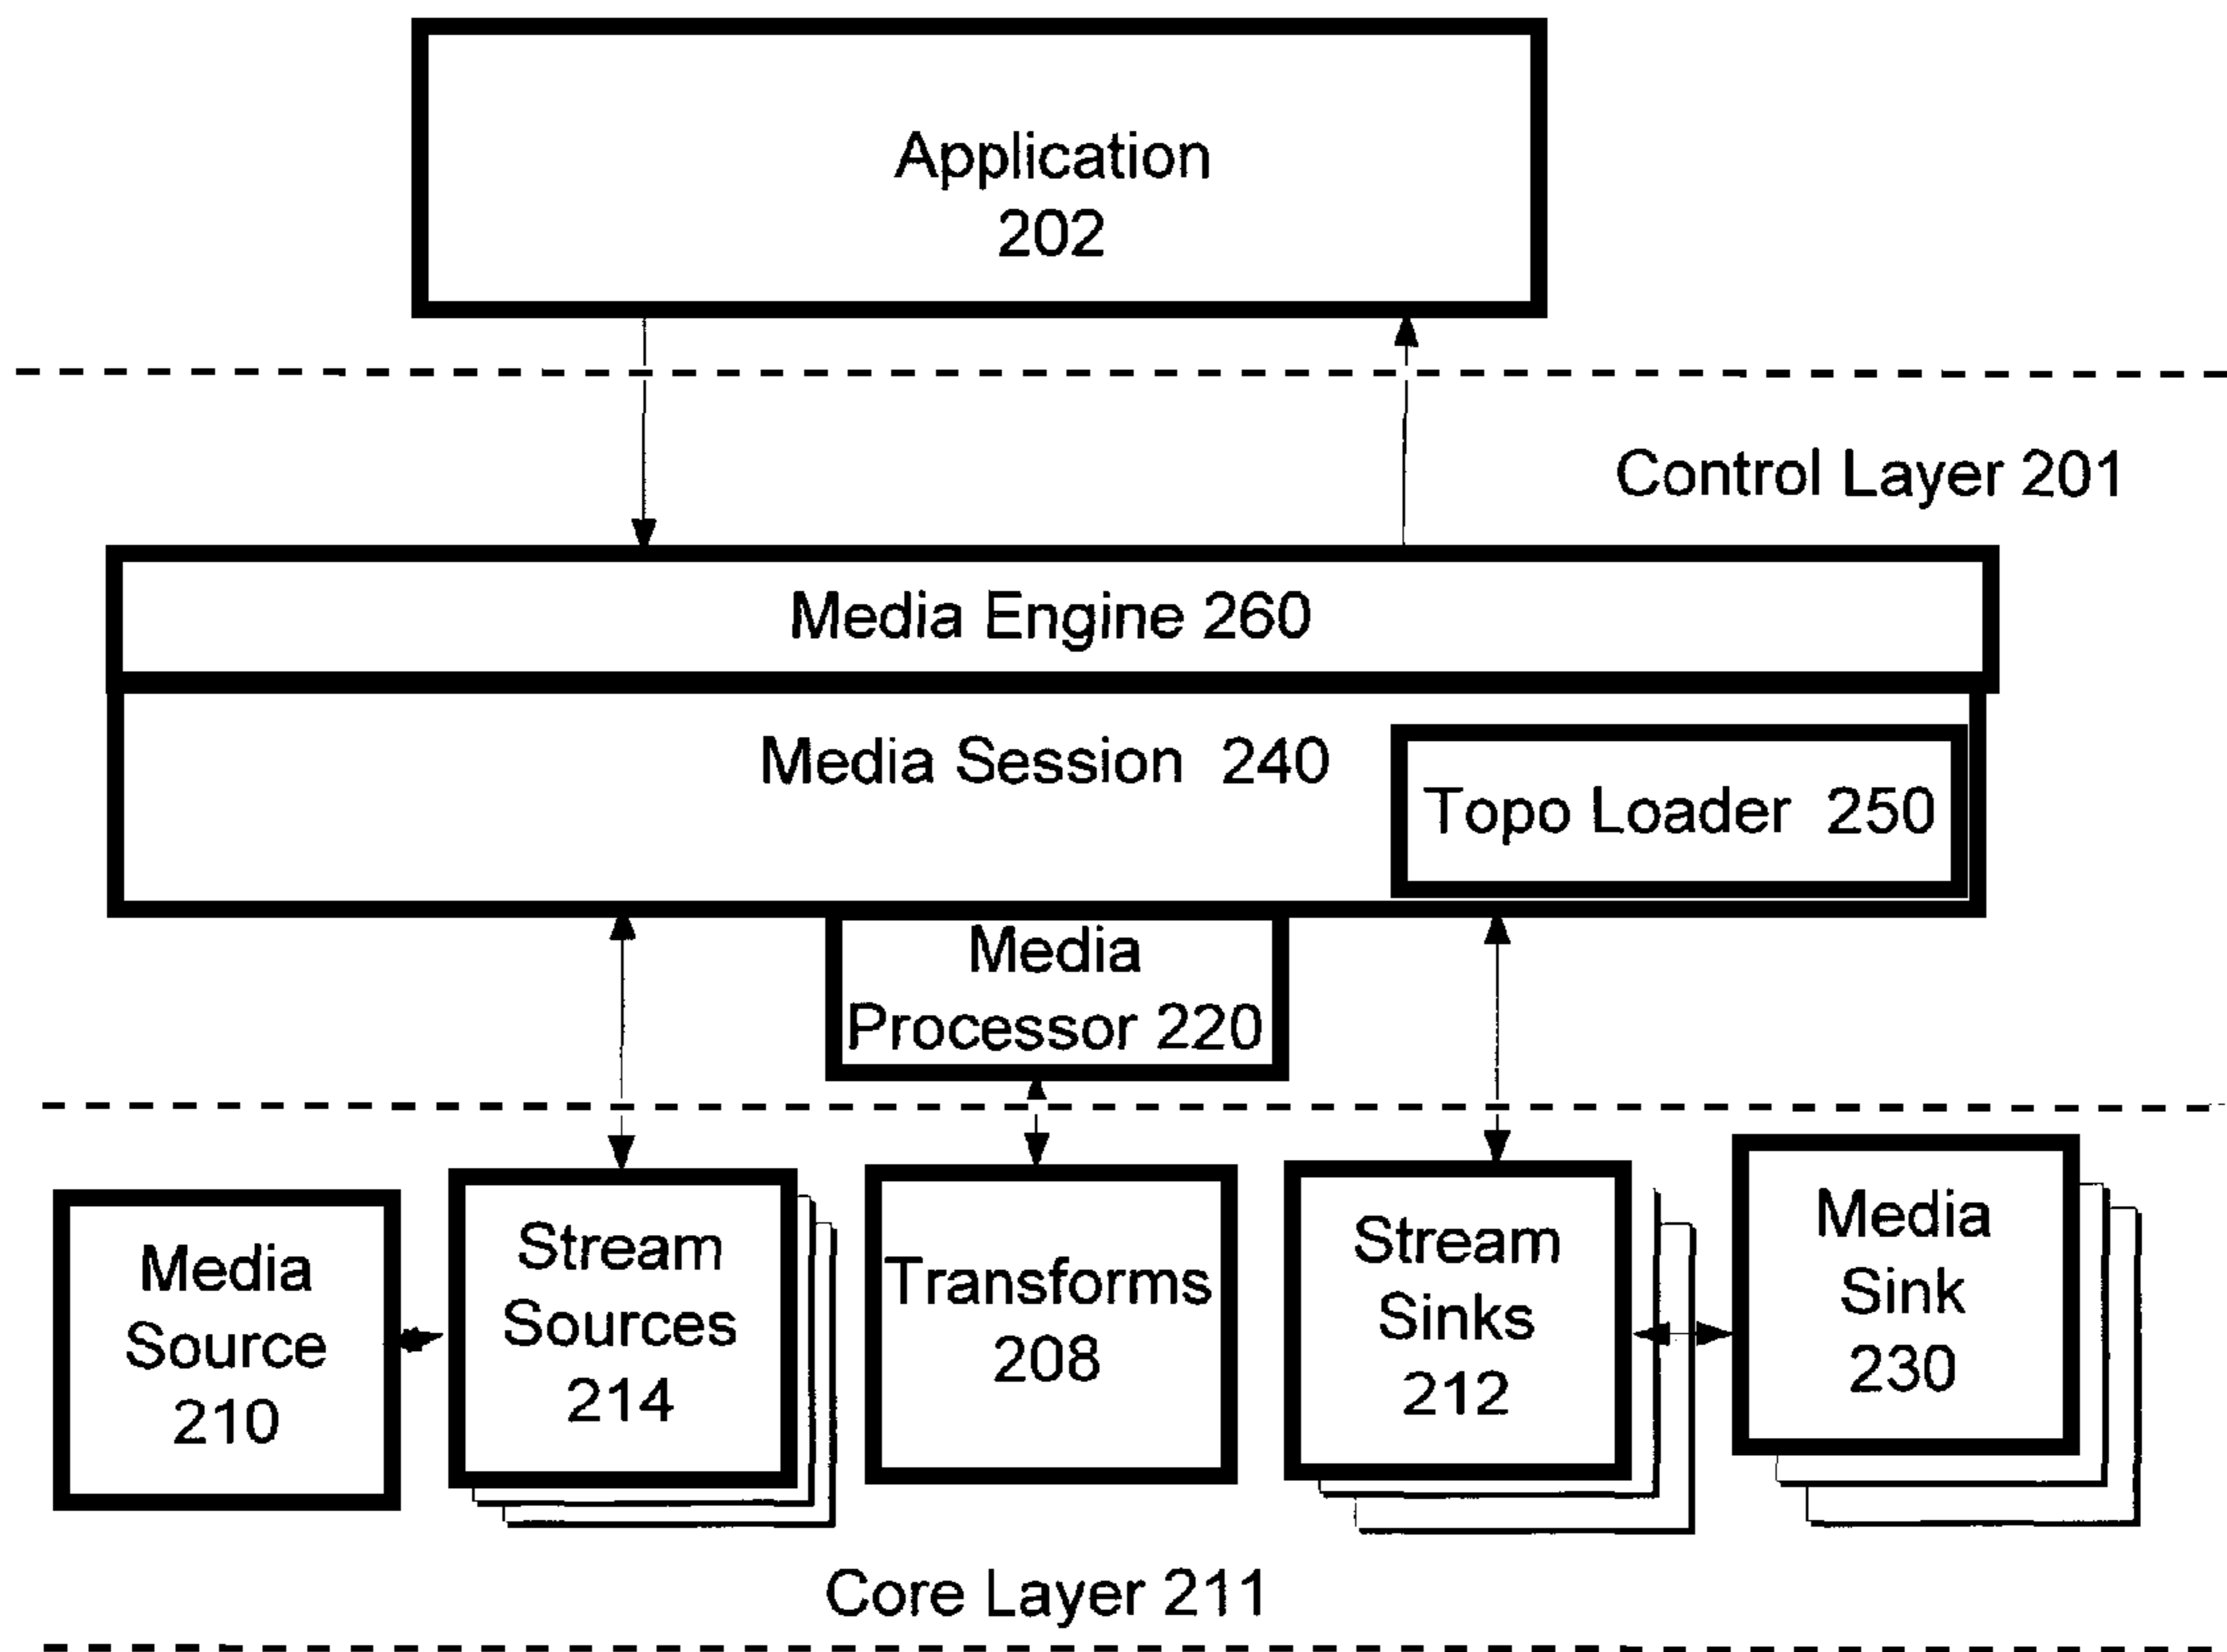 Application
202
Control Layer 201
Media Engine 260
Media Session 240
Topo Loader 250
Media
Processor 220
Media
Source
210
Stream
Sources
214
Transforms
208
Stream
Sinks
212
Media
Sink
230
Core Layer 211